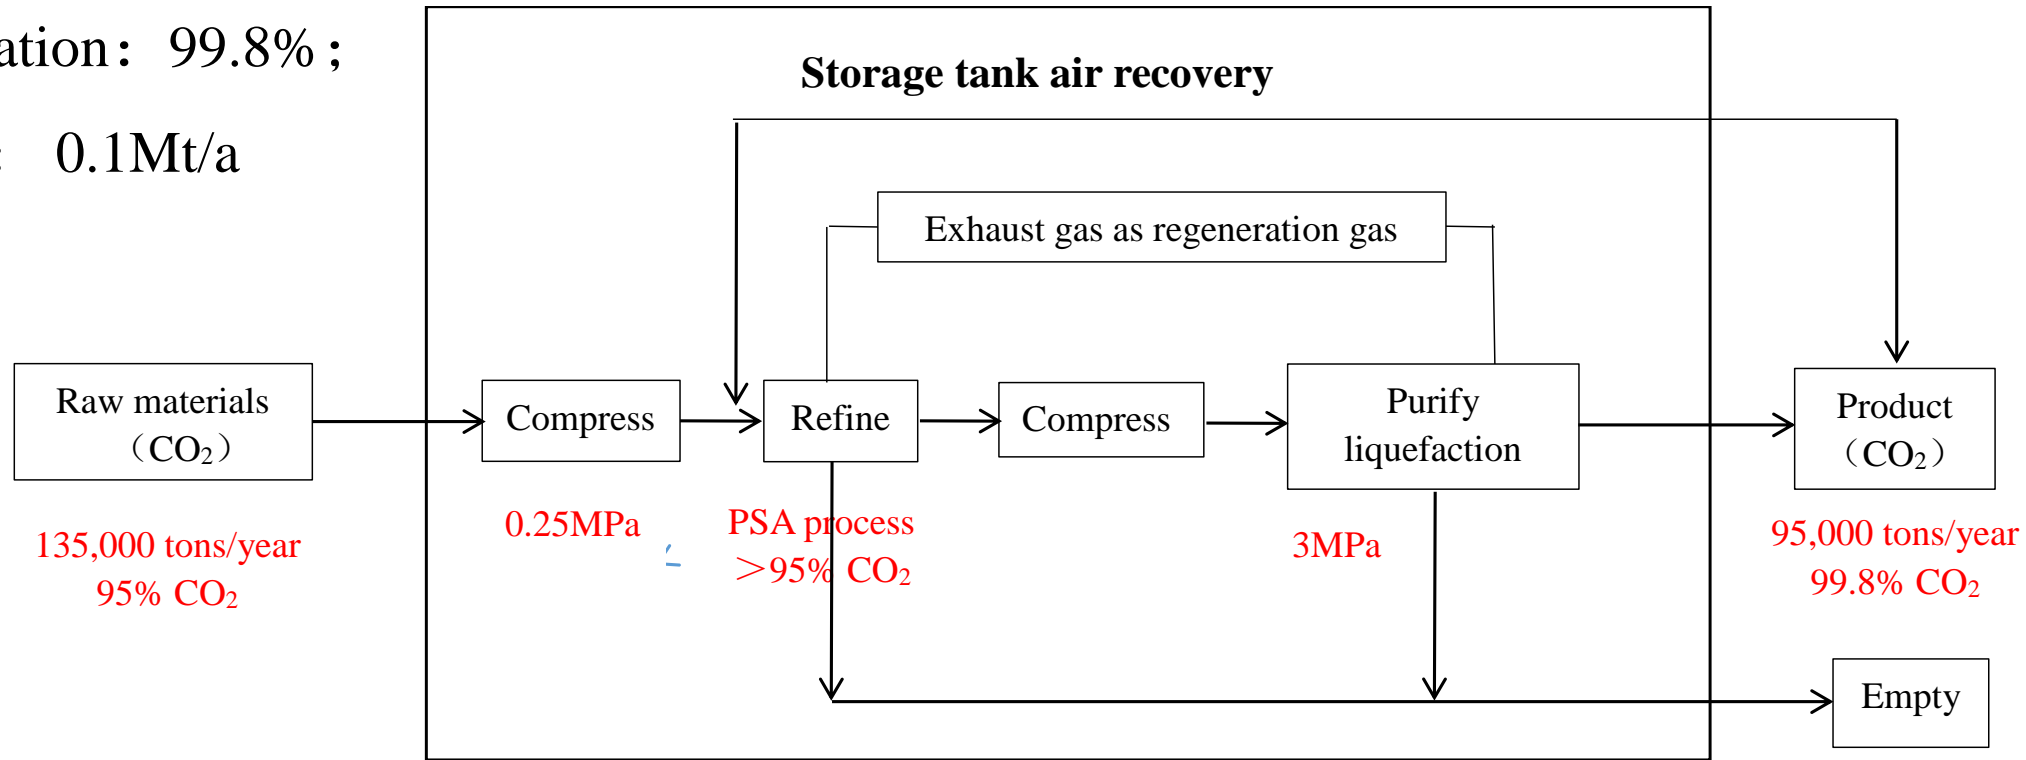 99.8%；
0.1Mt/a
Storage tank air recovery
Exhaust gas as regeneration gas
Raw materials
（CO₂）
Compress
Refine
Compress
Purify
liquefaction
Product
（CO₂）
135,000 tons/year
95% CO₂
0.25MPa
PSA process
＞95% CO₂
3MPa
95,000 tons/year
99.8% CO₂
Empty